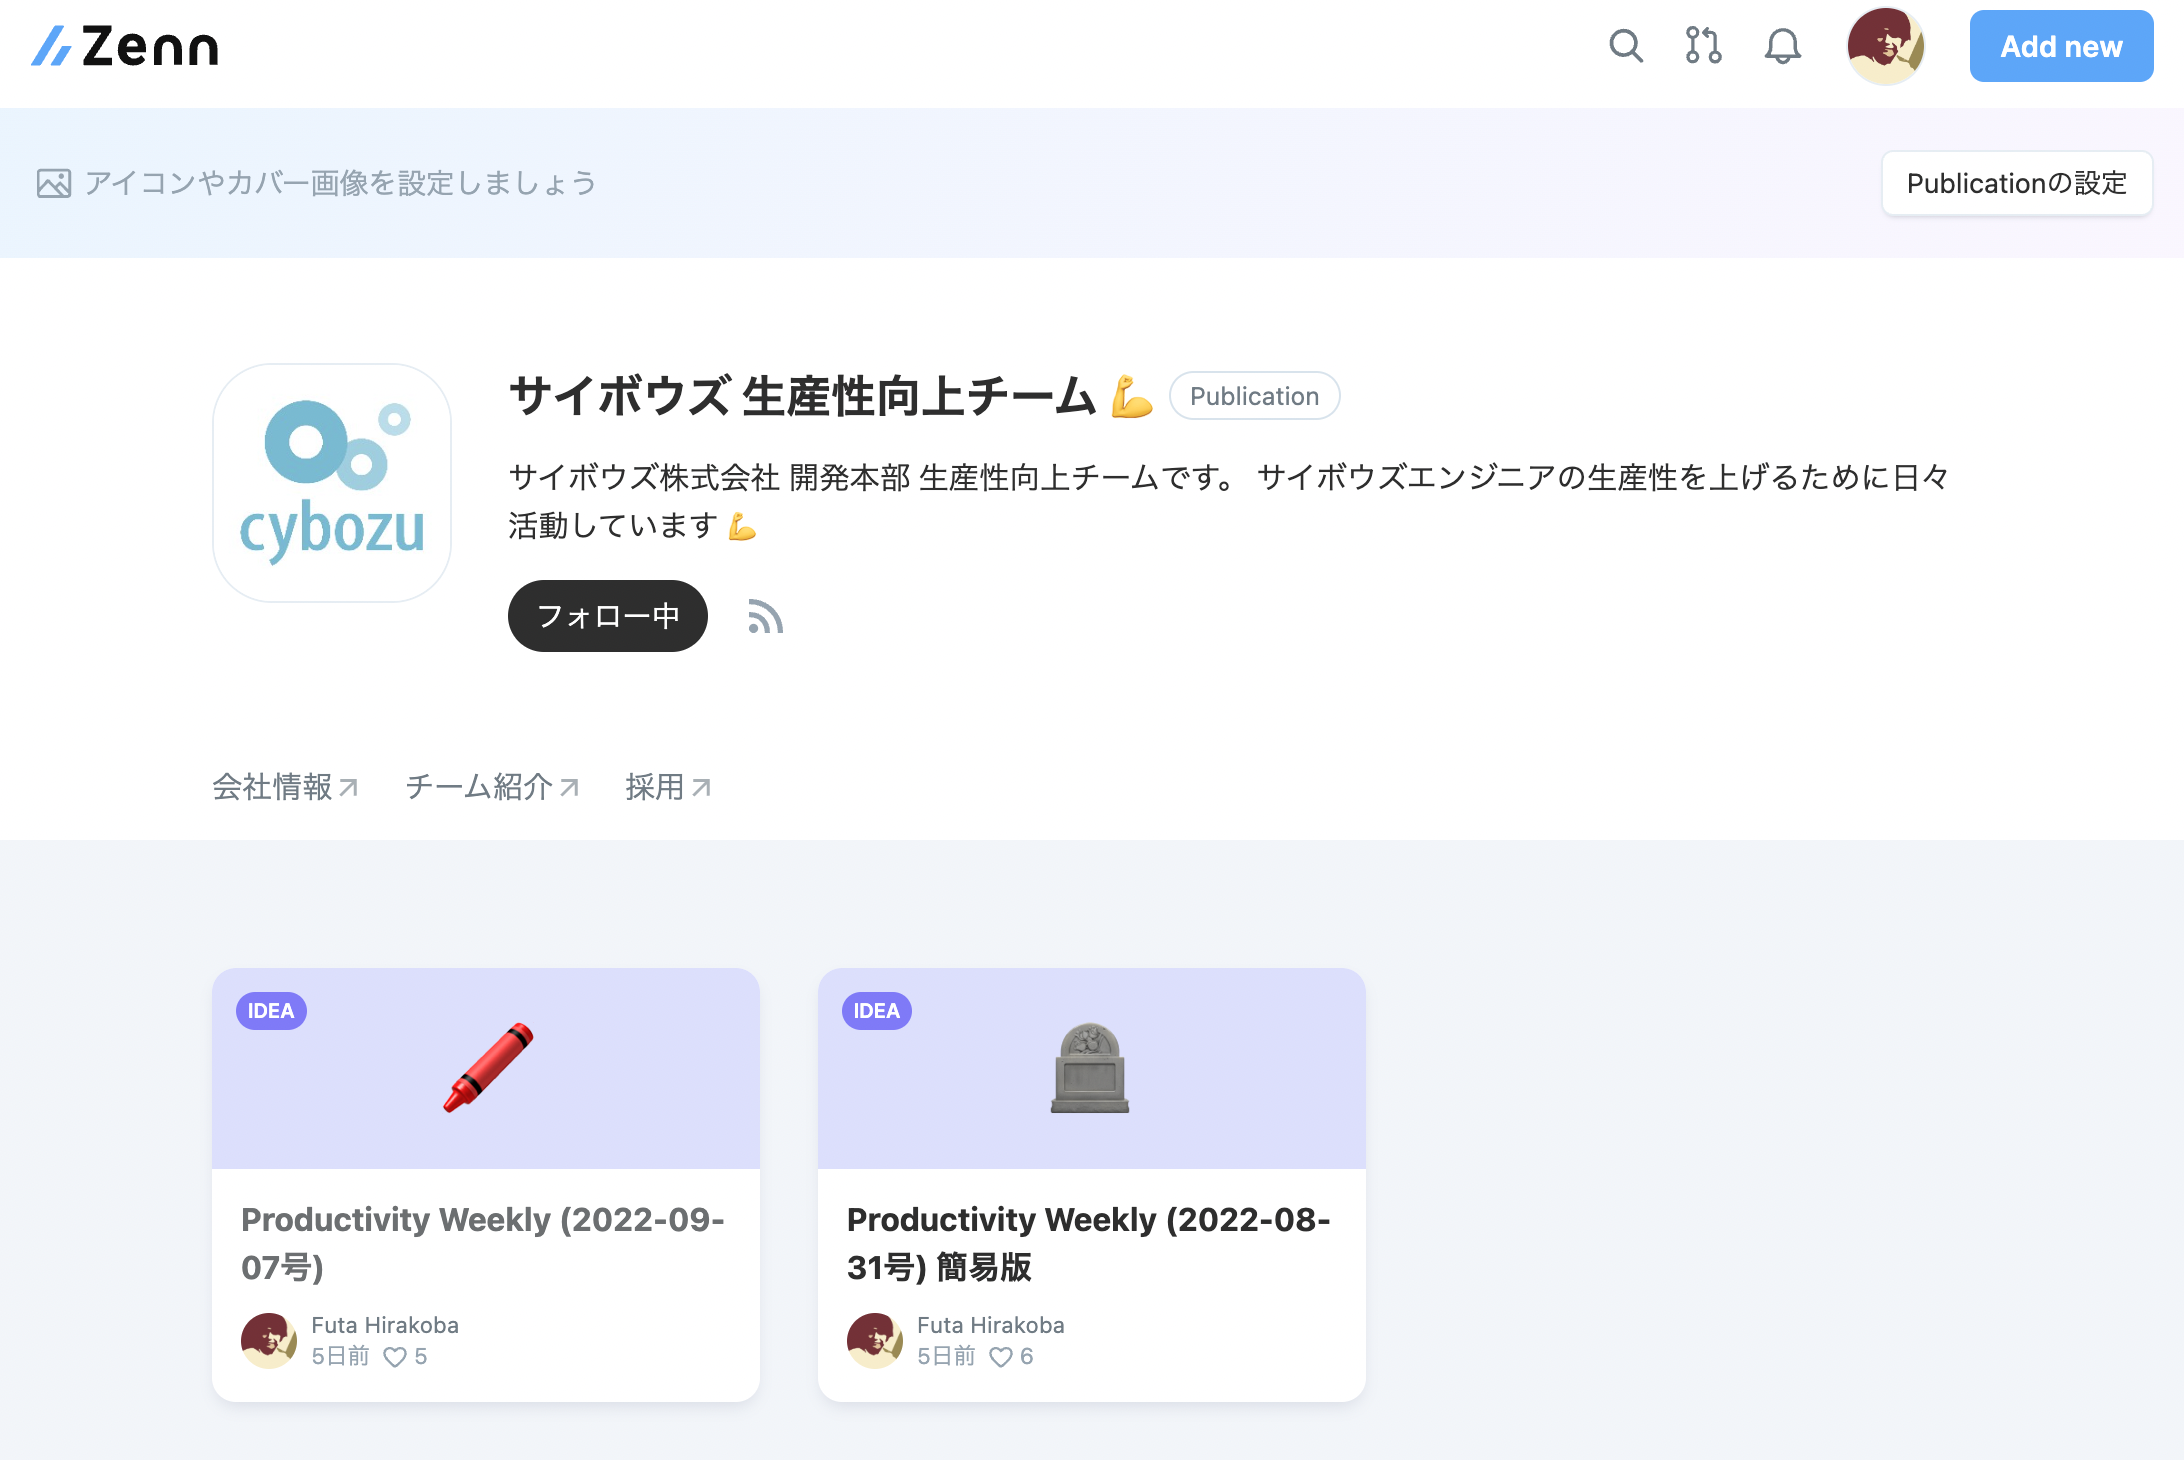 Zenn
Add new
アイコンやカバー画像を設定しましょう
Publicationの設定
cybozu
サイボウズ 生産性向上チーム 💪 Publication
サイボウズ株式会社 開発本部 生産性向上チームです。 サイボウズエンジニアの生産性を上げるために日々
活動しています 💪
フォロー中
会社情報 チーム紹介 採用
IDEA
Productivity Weekly (2022-09-
07号)
Futa Hirakoba
5日前 5
IDEA
Productivity Weekly (2022-08-
31号) 簡易版
Futa Hirakoba
5日前 6